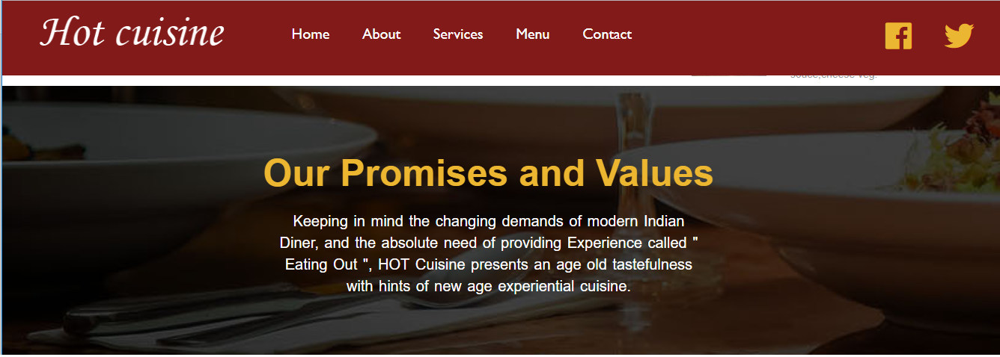 Hot cuisine
Home About Services Menu Contact
souce,cheese veg.
Our Promises and Values
Keeping in mind the changing demands of modern Indian
Diner, and the absolute need of providing Experience called "
Eating Out ", HOT Cuisine presents an age old tastefulness
with hints of new age experiential cuisine.